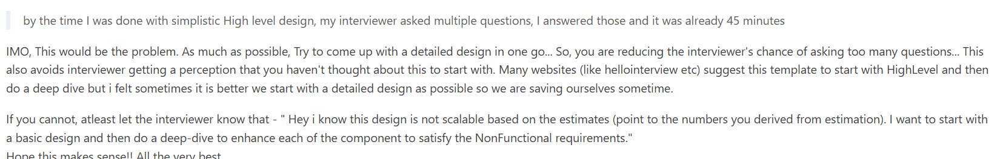 by the time I was done with simplistic High level design, my interviewer asked multiple questions, I answered those and it was already 45 minutes
IMO, This would be the problem. As much as possible, Try to come up with a detailed design in one go... So, you are reducing the interviewer's chance of asking too many questions... This
also avoids interviewer getting a perception that you haven't thought about this to start with. Many websites (like hellointerview etc) suggest this template to start with HighLevel and then
do a deep dive but i felt sometimes it is better we start with a detailed design as possible so we are saving ourselves sometime.
If you cannot, atleast let the interviewer know that - " Hey i know this design is not scalable based on the estimates (point to the numbers you derived from estimation). I want to start with
a basic design and then do a deep-dive to enhance each of the component to satisfy the NonFunctional requirements."
Hope this makes sense!! All the very best